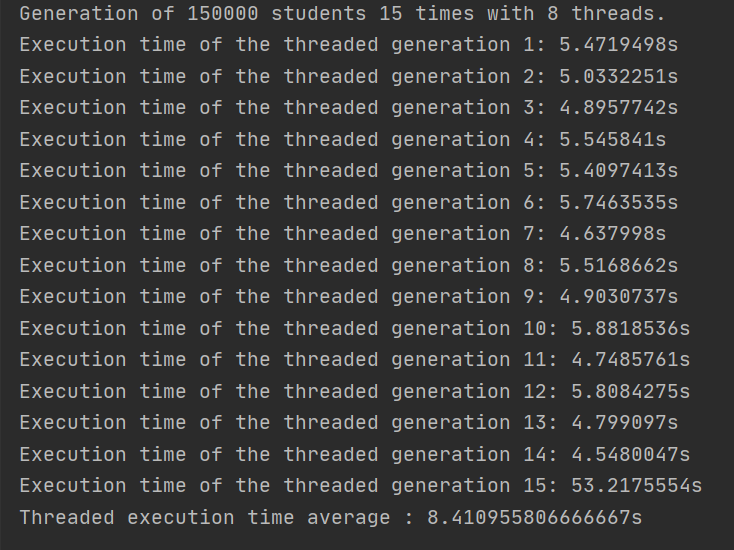 Generation of 150000 students 15 times with 8 threads.
Execution time of the threaded generation 1: 5.4719498s
Execution time of the threaded generation 2: 5.0332251s
Execution time of the threaded generation 3: 4.8957742s
Execution time of the threaded generation 4: 5.545841s
Execution time of the threaded generation 5: 5.4097413s
Execution time of the threaded generation 6: 5.7463535s
Execution time of the threaded generation 7: 4.637998s
Execution time of the threaded generation 8: 5.5168662s
Execution time of the threaded generation 9: 4.9030737s
Execution time of the threaded generation 10: 5.8818536s
Execution time of the threaded generation 11: 4.7485761s
Execution time of the threaded generation 12: 5.8084275s
Execution time of the threaded generation 13: 4.799097s
Execution time of the threaded generation 14: 4.5480047s
Execution time of the threaded generation 15: 53.2175554s
Threaded execution time average : 8.410955806666667s